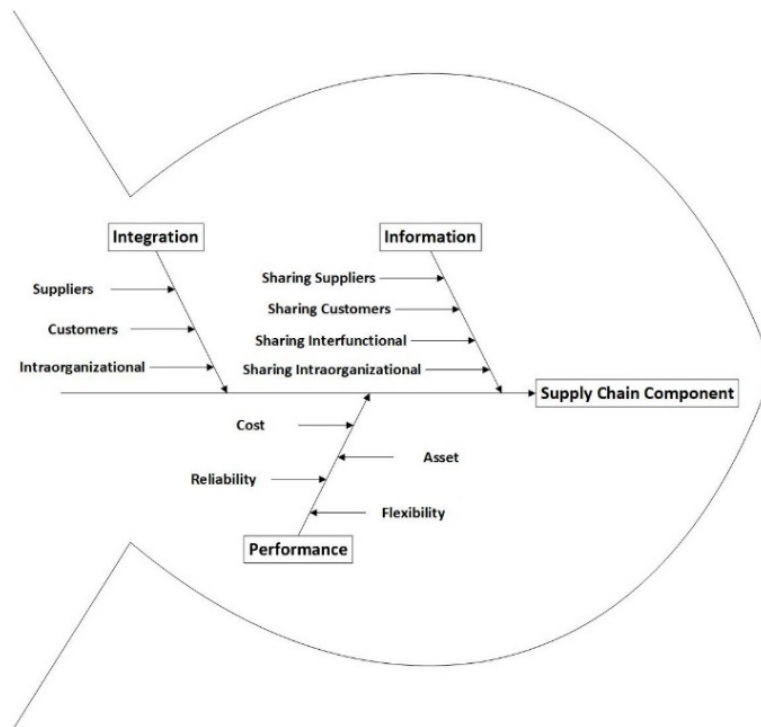 Integration
Information
Suppliers
Customers
Intraorganizational
Sharing Suppliers
Sharing Customers
Sharing Interfunctional
Sharing Intraorganizational
Supply Chain Component
Cost
Asset
Reliability
Flexibility
Performance